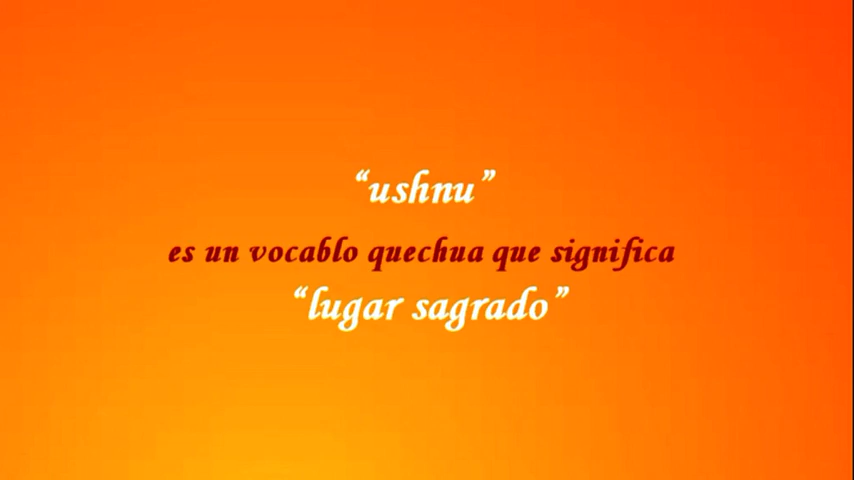 “ushnu”
es un vocablo quechua que significa
“lugar sagrado”